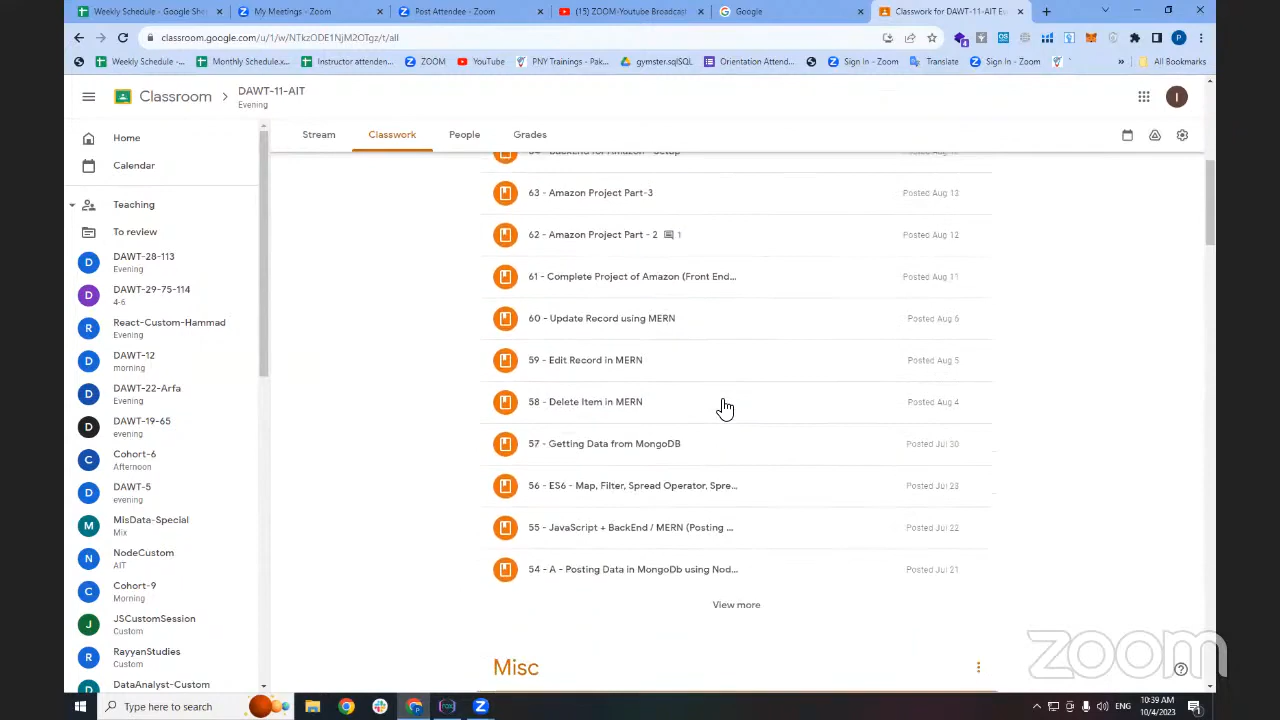 Weekly Schedule - Google She
My Meetings - Zoom
Post Attendee - Zoom
(15) ZOOM Youtube Broadcast
Google
Classwork for DAWT-11-AIT E
classroom.google.com/u/1/w/NTkzODE1NjM2OTgz/t/all
Weekly Schedule -...
Monthly Schedule.x...
Instructor attenden...
ZOOM
YouTube
PNY Trainings - Pak...
gymster.sqlSQL
Orientation Attend...
Sign In - Zoom
Translate
Sign In - Zoom
»
All Bookmarks
Classroom
DAWT-11-AIT
Evening
I
Stream
Classwork
People
Grades
Home
Calendar
Teaching
To review
D
DAWT-28-113
Evening
D
DAWT-29-75-114
4-6
R
React-Custom-Hammad
Evening
D
DAWT-12
morning
D
DAWT-22-Arfa
Evening
D
DAWT-19-65
evening
C
Cohort-6
Afternoon
D
DAWT-5
evening
M
MisData-Special
Mix
N
NodeCustom
AIT
C
Cohort-9
Morning
J
JSCustomSession
Custom
R
RayyanStudies
Custom
D
DataAnalyst-Custom
63 - Amazon Project Part-3
Posted Aug 13
62 - Amazon Project Part - 2
1
Posted Aug 12
61 - Complete Project of Amazon (Front End...
Posted Aug 11
60 - Update Record using MERN
Posted Aug 6
59 - Edit Record in MERN
Posted Aug 5
58 - Delete Item in MERN
Posted Aug 4
57 - Getting Data from MongoDB
Posted Jul 30
56 - ES6 - Map, Filter, Spread Operator, Spre...
Posted Jul 23
55 - JavaScript + BackEnd / MERN (Posting ...
Posted Jul 22
54 - A - Posting Data in MongoDb using Nod...
Posted Jul 21
View more
Misc
zoom
Type here to search
ENG
10:39 AM
10/4/2023